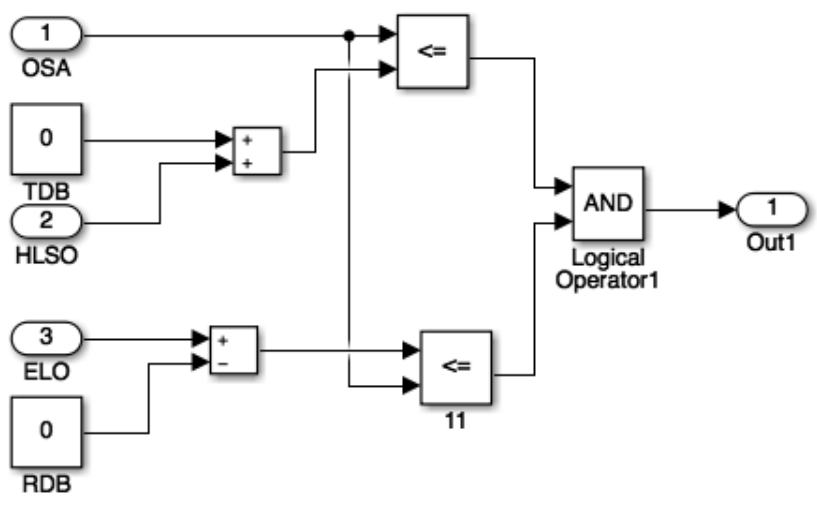 1
OSA
<=
0
TDB
+
+
2
HLSO
AND
Logical
Operator1
1
Out1
3
ELO
+
−
<=
11
0
RDB